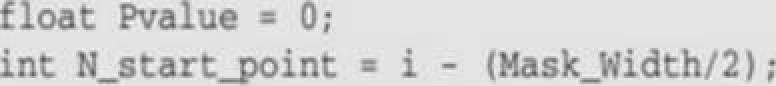 float Pvalue = 0;
int N_start_point = i - (Mask_Width/2);